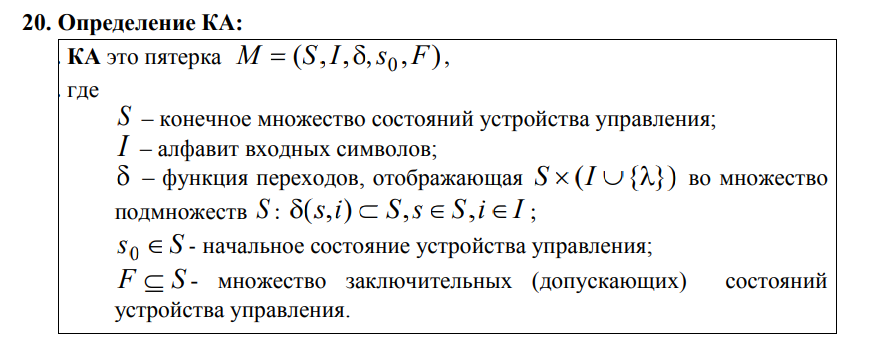 20. Определение КА:
КА это пятерка M = (S, I, δ, s₀, F),
где
S – конечное множество состояний устройства управления;
I – алфавит входных символов;
δ – функция переходов, отображающая S × (I ∪ {λ}) во множество
подмножеств S : δ(s,i) ⊂ S, s ∈ S, i ∈ I ;
s₀ ∈ S - начальное состояние устройства управления;
F ⊆ S - множество заключительных (допускающих) состояний
устройства управления.